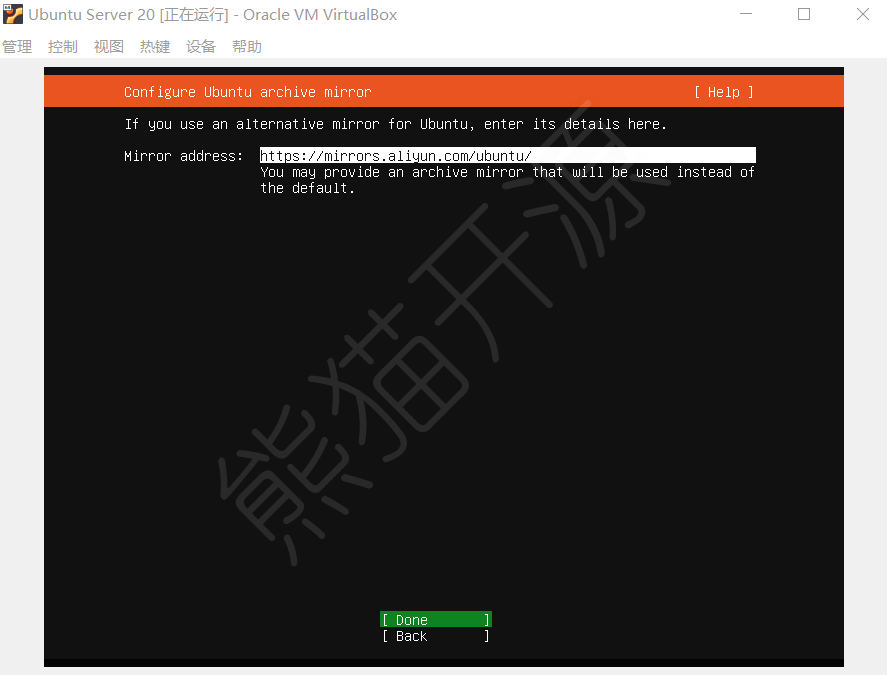 Ubuntu Server 20 [正在运行] - Oracle VM VirtualBox
管理 控制 视图 热键 设备 帮助
Configure Ubuntu archive mirror [ Help ]
If you use an alternative mirror for Ubuntu, enter its details here.
Mirror address: https://mirrors.aliyun.com/ubuntu/
You may provide an archive mirror that will be used instead of
the default.
熊猫开源
[ Done ]
[ Back ]